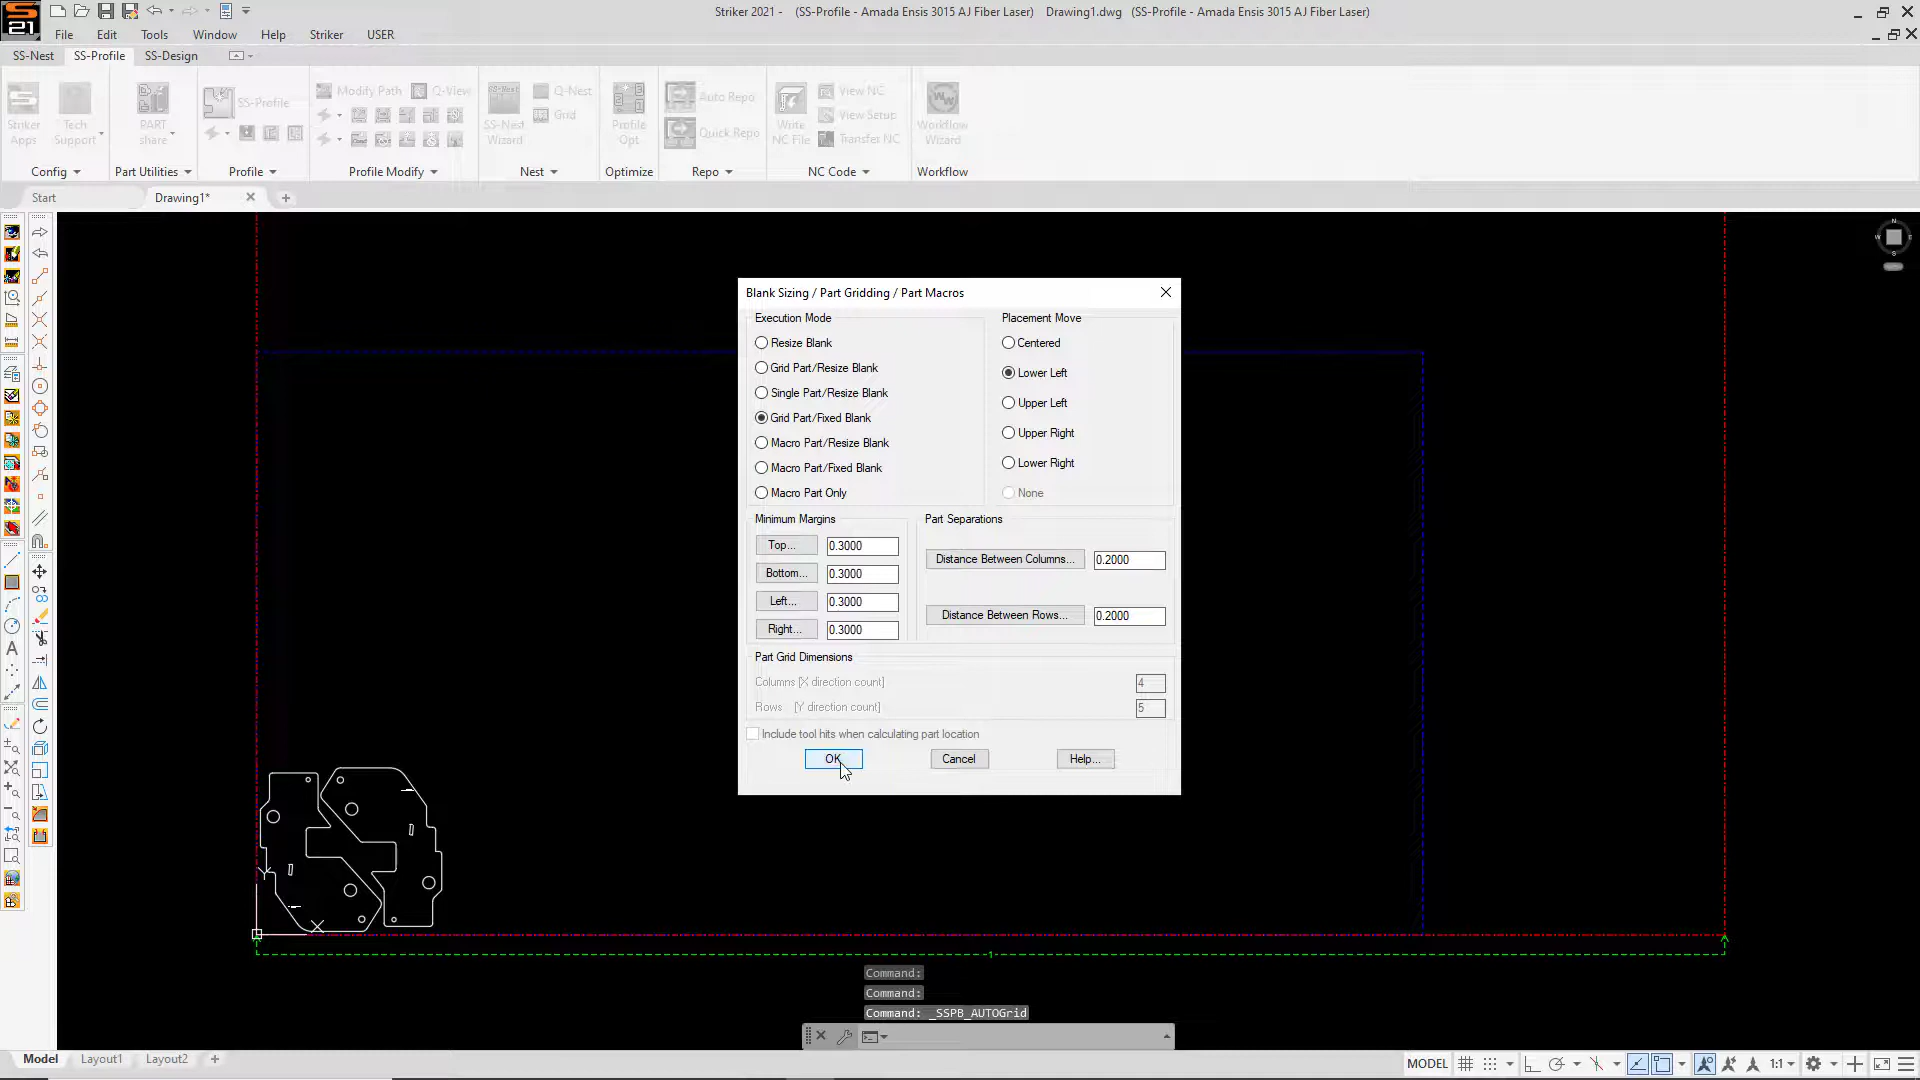 S
21
Striker 2021 - (SS-Profile - Amada Ensis 3015 AJ Fiber Laser) Drawing1.dwg (SS-Profile - Amada Ensis 3015 AJ Fiber Laser)
File Edit Tools Window Help Striker USER
SS-Nest SS-Profile SS-Design
Striker Apps
Tech Support
PART share
SS-Profile
Modify Path Q-View
SS-Nest
SS-Nest Wizard
Q-Nest
Grid
Profile Opt
Auto Repo
Quick Repo
Write NC File
View NC
View Setup
Transfer NC
Workflow Wizard
Config Part Utilities Profile Profile Modify Nest Optimize Repo NC Code Workflow
Start Drawing1*
N
W
E
S
Blank Sizing / Part Gridding / Part Macros
Execution Mode
Resize Blank
Grid Part/Resize Blank
Single Part/Resize Blank
Grid Part/Fixed Blank
Macro Part/Resize Blank
Macro Part/Fixed Blank
Macro Part Only
Placement Move
Centered
Lower Left
Upper Left
Upper Right
Lower Right
None
Minimum Margins
Top... 0.3000
Bottom... 0.3000
Left... 0.3000
Right... 0.3000
Part Separations
Distance Between Columns... 0.2000
Distance Between Rows... 0.2000
Part Grid Dimensions
Columns [X direction count] 4
Rows [Y direction count] 5
Include tool hits when calculating part location
OK Cancel Help...
Y
X
1
Command:
Command:
Command: _SSPB_AUTOGrid
Model Layout1 Layout2
MODEL 1:1